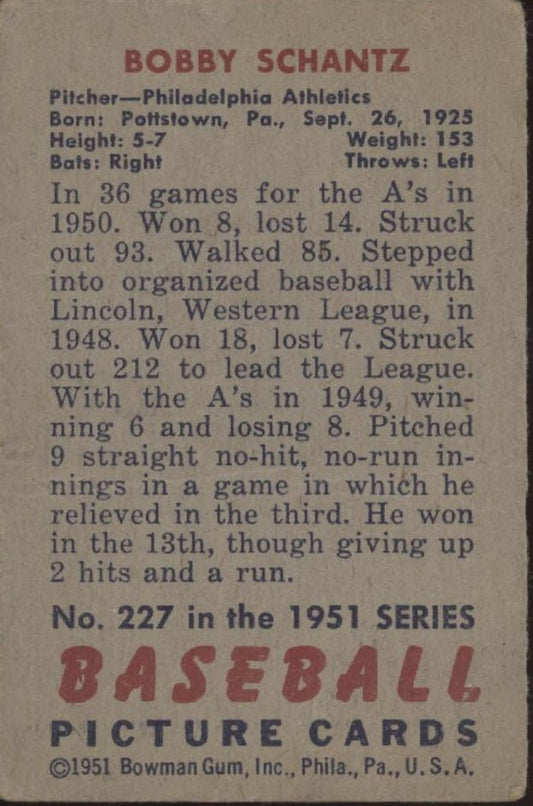 BOBBY SCHANTZ
Pitcher—Philadelphia Athletics
Born: Pottstown, Pa., Sept. 26, 1925
Height: 5-7 Weight: 153
Bats: Right Throws: Left
In 36 games for the A's in
1950. Won 8, lost 14. Struck
out 93. Walked 85. Stepped
into organized baseball with
Lincoln, Western League, in
1948. Won 18, lost 7. Struck
out 212 to lead the League.
With the A's in 1949, win-
ning 6 and losing 8. Pitched
9 straight no-hit, no-run in-
nings in a game in which he
relieved in the third. He won
in the 13th, though giving up
2 hits and a run.
No. 227 in the 1951 SERIES
BASEBALL
PICTURE CARDS
©1951 Bowman Gum, Inc., Phila., Pa., U. S. A.